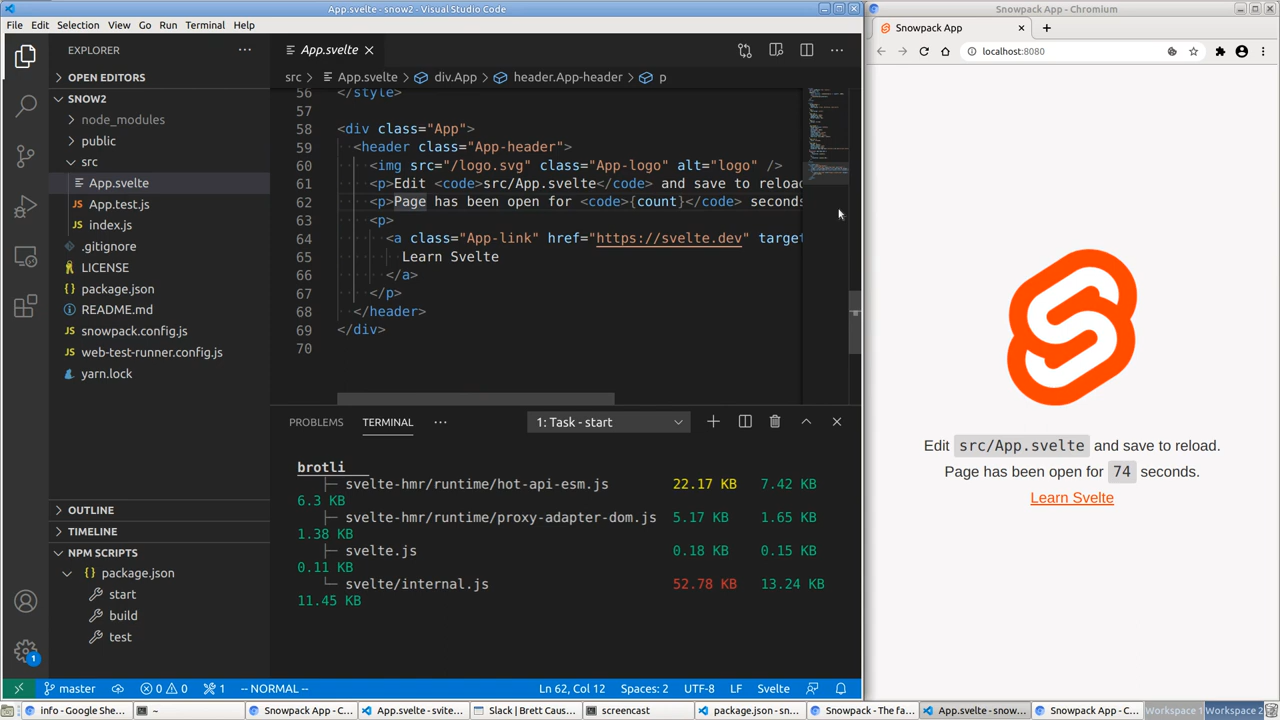 App.svelte - snow2 - Visual Studio Code
Snowpack App - Chromium
File Edit Selection View Go Run Terminal Help
Snowpack App
localhost:8080
EXPLORER
OPEN EDITORS
SNOW2
node_modules
public
src
App.svelte
App.test.js
index.js
.gitignore
LICENSE
package.json
README.md
snowpack.config.js
web-test-runner.config.js
yarn.lock
OUTLINE
TIMELINE
NPM SCRIPTS
package.json
start
build
test
1
App.svelte
src > App.svelte > div.App > header.App-header > p
56 </style>
57
58 <div class="App">
59 <header class="App-header">
60 <img src="/logo.svg" class="App-logo" alt="logo" />
61 <p>Edit <code>src/App.svelte</code> and save to reload
62 <p>Page has been open for <code>{count}</code> seconds
63 <p>
64 <a class="App-link" href="https://svelte.dev" target
65 Learn Svelte
66 </a>
67 </p>
68 </header>
69 </div>
70
PROBLEMS TERMINAL 1: Task - start
brotli
├─ svelte-hmr/runtime/hot-api-esm.js 22.17 KB 7.42 KB
6.3 KB
├─ svelte-hmr/runtime/proxy-adapter-dom.js 5.17 KB 1.65 KB
1.38 KB
├─ svelte.js 0.18 KB 0.15 KB
0.11 KB
└─ svelte/internal.js 52.78 KB 13.24 KB
11.45 KB
Edit src/App.svelte and save to reload.
Page has been open for 74 seconds.
Learn Svelte
master 0 0 1 -- NORMAL -- Ln 62, Col 12 Spaces: 2 UTF-8 LF Svelte
info - Google She... ~ Snowpack App - C... App.svelte - svite... Slack | Brett Caus... screencast package.json - sn... Snowpack - The fa... App.svelte - snow... Snowpack App - C... Workspace 1 Workspace 2